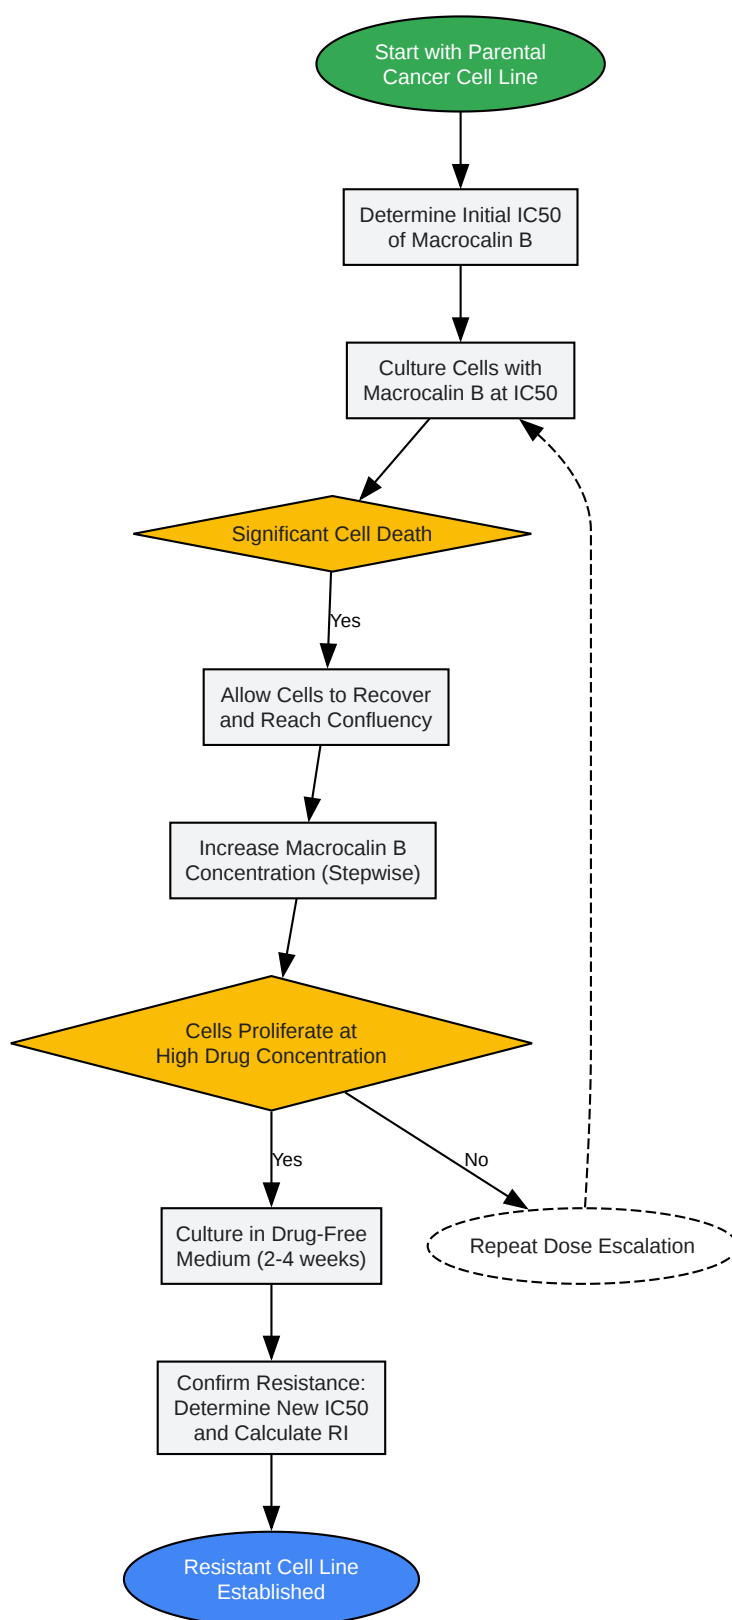 Start with Parental
Cancer Cell Line
Determine Initial IC50
of Macrocalin B
Culture Cells with
Macrocalin B at IC50
Significant Cell Death
Yes
Allow Cells to Recover
and Reach Confluency
Increase Macrocalin B
Concentration (Stepwise)
Cells Proliferate at
High Drug Concentration
Yes
No
Culture in Drug-Free
Medium (2-4 weeks)
Repeat Dose Escalation
Confirm Resistance:
Determine New IC50
and Calculate RI
Resistant Cell Line
Established